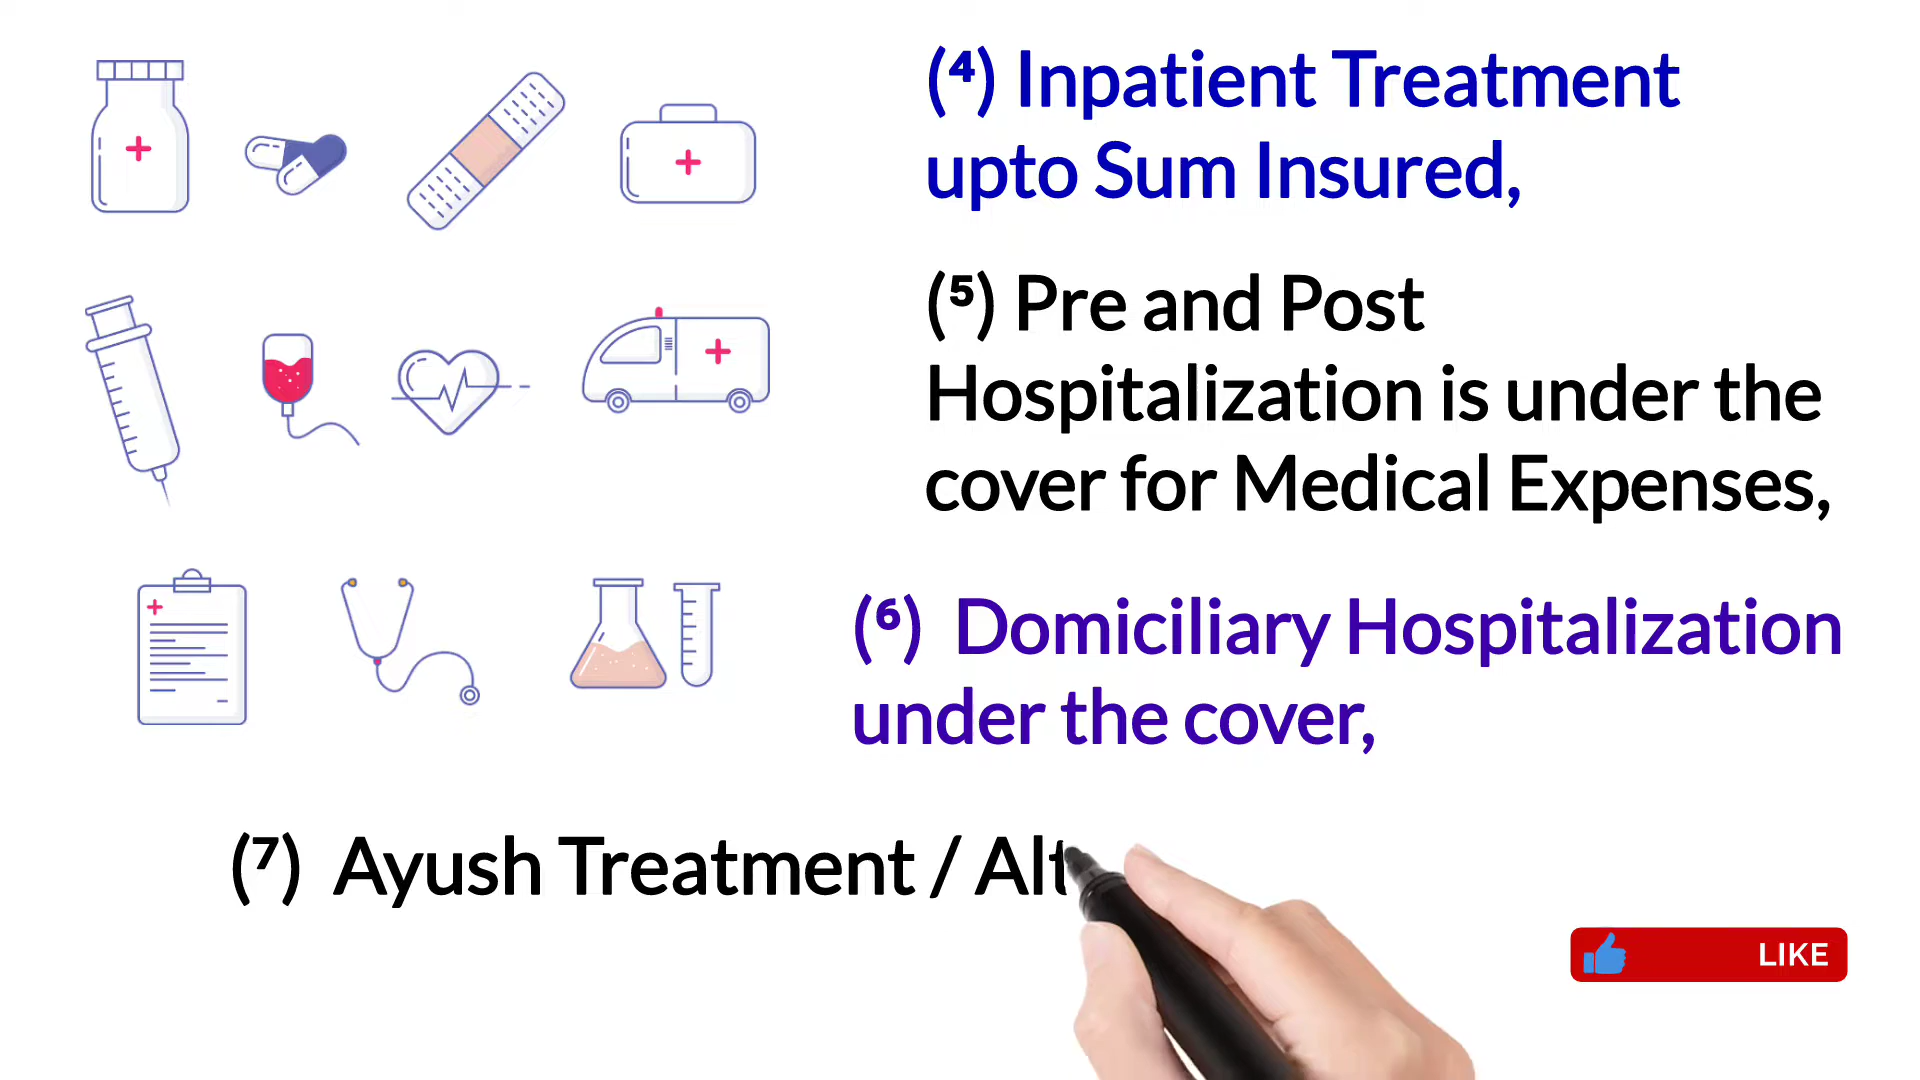 (⁴) Inpatient Treatment
upto Sum Insured,
(⁵) Pre and Post
Hospitalization is under the
cover for Medical Expenses,
(⁶) Domiciliary Hospitalization
under the cover,
(⁷) Ayush Treatment / Alt
LIKE